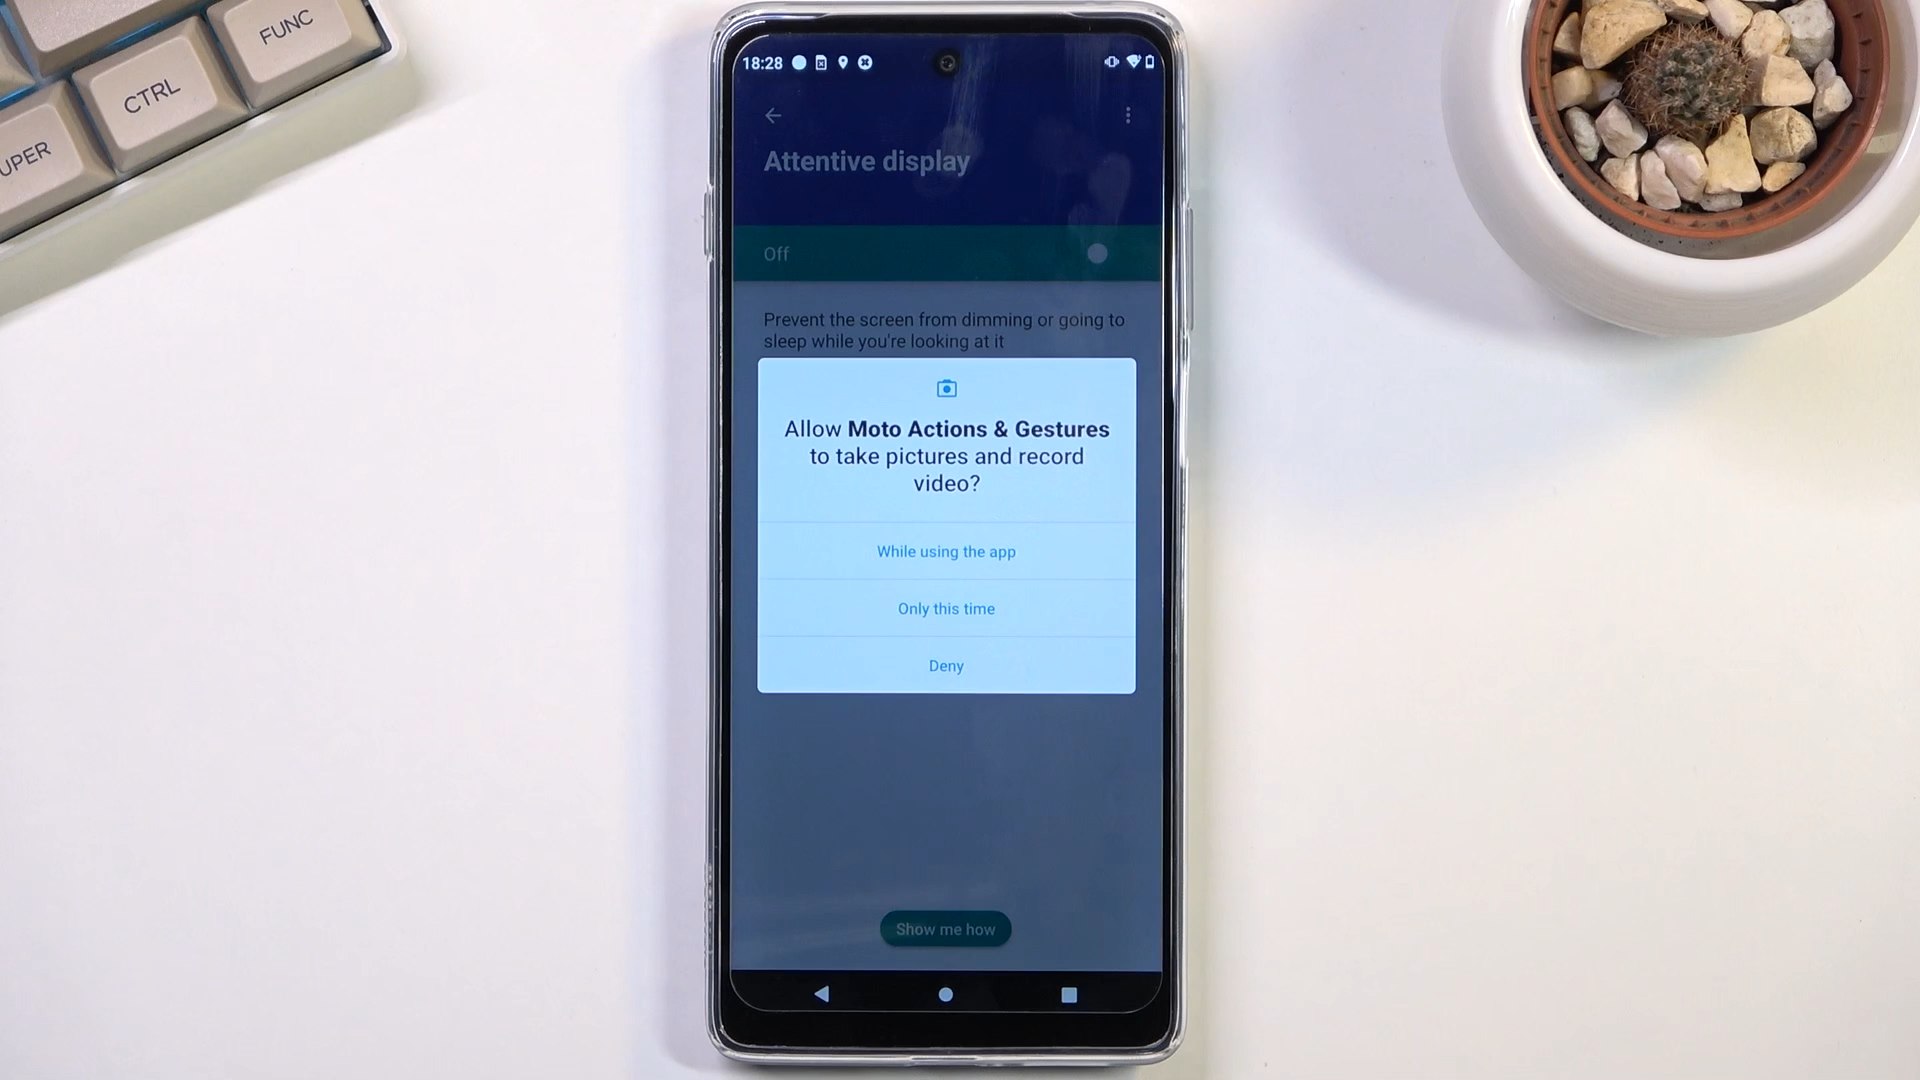 FUNC
CTRL
UPER
18:28
Attentive display
Off
Prevent the screen from dimming or going to
sleep while you're looking at it
Allow Moto Actions & Gestures
to take pictures and record
video?
While using the app
Only this time
Deny
Show me how